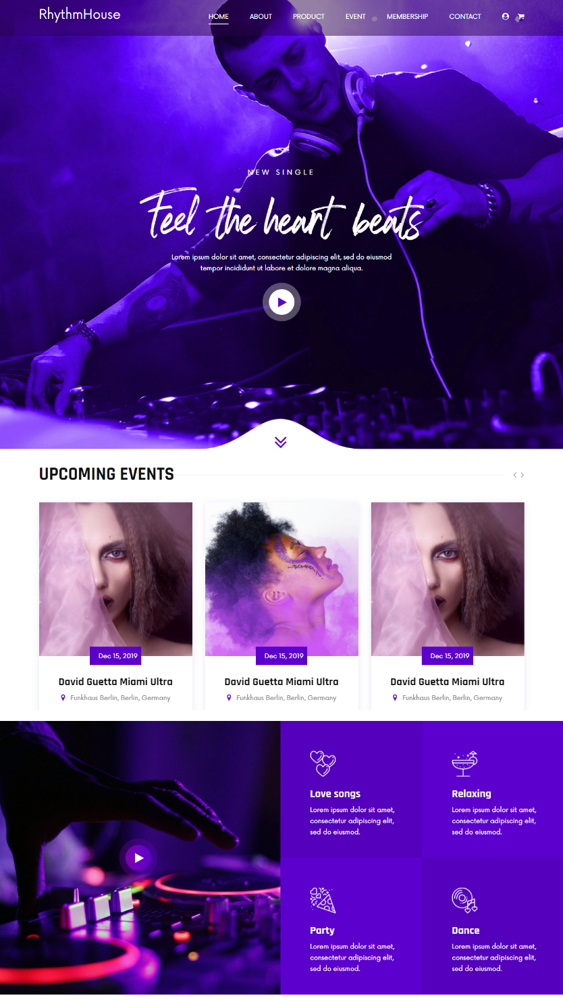 RhythmHouse
HOME ABOUT PRODUCT EVENT MEMBERSHIP CONTACT
NEW SINGLE
Feel the heart beats
Lorem ipsum dolor sit amet, consectetur adipiscing elit, sed do eiusmod
tempor incididunt ut labore et dolore magna aliqua.
UPCOMING EVENTS
Dec 15, 2019
David Guetta Miami Ultra
Funkhaus Berlin, Berlin, Germany
Dec 15, 2019
David Guetta Miami Ultra
Funkhaus Berlin, Berlin, Germany
Dec 15, 2019
David Guetta Miami Ultra
Funkhaus Berlin, Berlin, Germany
Love songs
Lorem ipsum dolor sit amet,
consectetur adipiscing elit,
sed do eiusmod.
Relaxing
Lorem ipsum dolor sit amet,
consectetur adipiscing elit,
sed do eiusmod.
Party
Lorem ipsum dolor sit amet,
consectetur adipiscing elit,
sed do eiusmod.
Dance
Lorem ipsum dolor sit amet,
consectetur adipiscing elit,
sed do eiusmod.